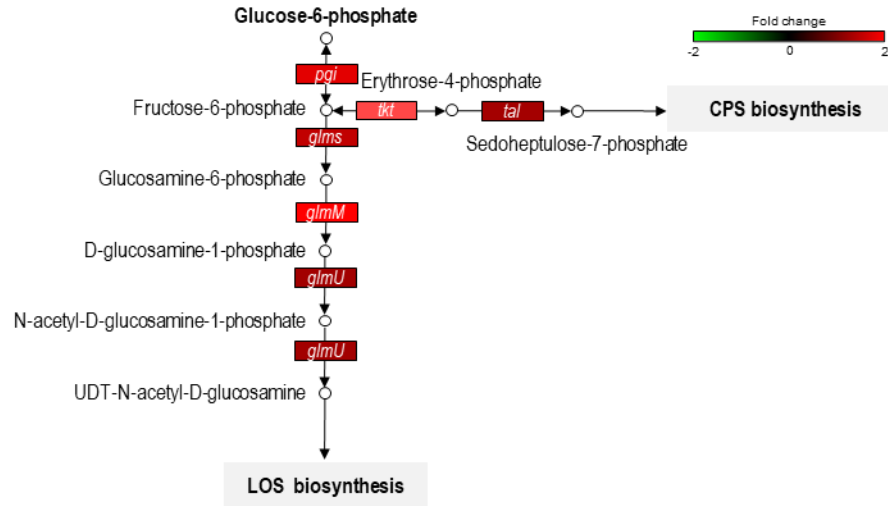 Glucose-6-phosphate
Fold change
-2 0 2
pgi
Erythrose-4-phosphate
Fructose-6-phosphate
tkt
tal
CPS biosynthesis
glms
Sedoheptulose-7-phosphate
Glucosamine-6-phosphate
glmM
D-glucosamine-1-phosphate
glmU
N-acetyl-D-glucosamine-1-phosphate
glmU
UDT-N-acetyl-D-glucosamine
LOS biosynthesis